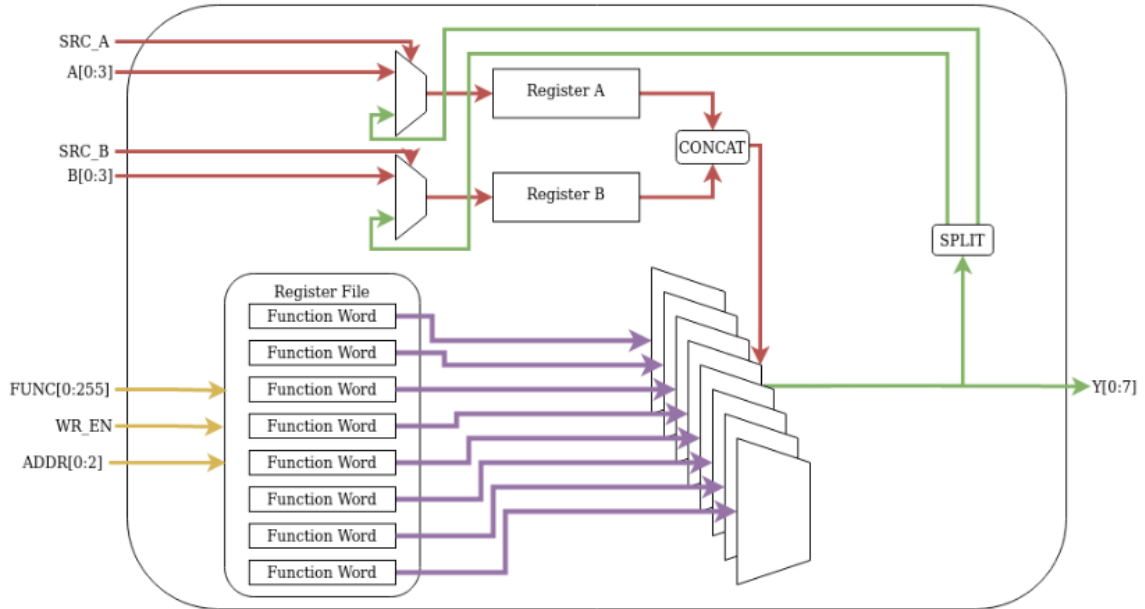 SRC_A
A[0:3]
Register A
CONCAT
SRC_B
B[0:3]
Register B
SPLIT
Register File
Function Word
Function Word
Function Word
Function Word
Function Word
Function Word
Function Word
Function Word
FUNC[0:255]
WR_EN
ADDR[0:2]
Y[0:7]